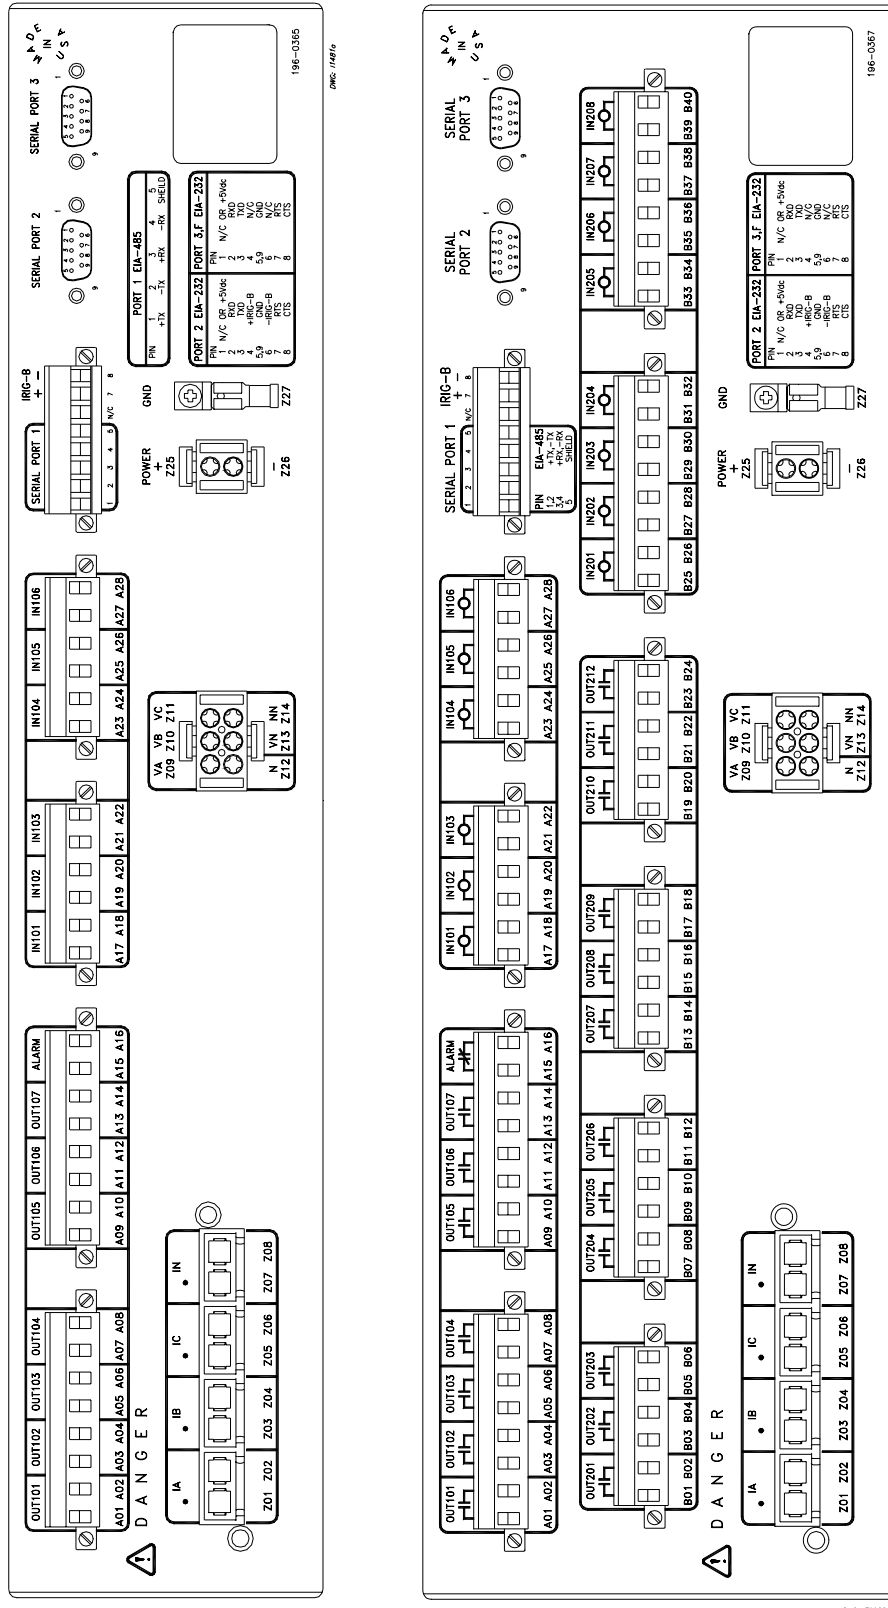 MADE
IN
USA
SERIAL PORT 3
1
9
SERIAL PORT 2
1
9
196-0365
DWG: I1481a
PORT 1 EIA-485
PIN 1 2 3 4 5
+TX -TX +RX -RX SHEILD
PORT 2 EIA-232
PIN
1 N/C OR +5Vdc
2 RXD
3 TXD
4 +IRIG-B
5,9 GND
6 -IRIG-B
7 RTS
8 CTS
PORT 3,F EIA-232
PIN
1 N/C OR +5Vdc
2 RXD
3 TXD
4 N/C
5,9 GND
6 N/C
7 RTS
8 CTS
SERIAL PORT 1
IRIG-B
+ -
1 2 3 4 5 N/C 7 8
GND
Z27
POWER
+
Z25
-
Z26
IN104 IN105 IN106
A23 A24 A25 A26 A27 A28
IN101 IN102 IN103
A17 A18 A19 A20 A21 A22
VA VB VC
Z09 Z10 Z11
N VN NN
Z12 Z13 Z14
OUT105 OUT106 OUT107 ALARM
A09 A10 A11 A12 A13 A14 A15 A16
OUT101 OUT102 OUT103 OUT104
A01 A02 A03 A04 A05 A06 A07 A08
!
DANGER
IA IB IC IN
Z01 Z02 Z03 Z04 Z05 Z06 Z07 Z08
MADE
IN
USA
SERIAL
PORT 3
1
9
SERIAL
PORT 2
1
9
196-0367
IN205 IN206 IN207 IN208
B33 B34 B35 B36 B37 B38 B39 B40
PORT 2 EIA-232
PIN
1 N/C OR +5Vdc
2 RXD
3 TXD
4 +IRIG-B
5,9 GND
6 -IRIG-B
7 RTS
8 CTS
PORT 3,F EIA-232
PIN
1 N/C OR +5Vdc
2 RXD
3 TXD
4 N/C
5,9 GND
6 N/C
7 RTS
8 CTS
SERIAL PORT 1
IRIG-B
+ -
1 2 3 4 5 N/C 7 8
PIN EIA-485
1,2 +TX,-TX
3,4 +RX,-RX
5 SHIELD
IN201 IN202 IN203 IN204
B25 B26 B27 B28 B29 B30 B31 B32
GND
Z27
POWER
+
Z25
-
Z26
IN104 IN105 IN106
A23 A24 A25 A26 A27 A28
OUT210 OUT211 OUT212
B19 B20 B21 B22 B23 B24
VA VB VC
Z09 Z10 Z11
N VN NN
Z12 Z13 Z14
IN101 IN102 IN103
A17 A18 A19 A20 A21 A22
OUT207 OUT208 OUT209
B13 B14 B15 B16 B17 B18
OUT105 OUT106 OUT107 ALARM
A09 A10 A11 A12 A13 A14 A15 A16
OUT204 OUT205 OUT206
B07 B08 B09 B10 B11 B12
OUT101 OUT102 OUT103 OUT104
A01 A02 A03 A04 A05 A06 A07 A08
OUT201 OUT202 OUT203
B01 B02 B03 B04 B05 B06
!
DANGER
IA IB IC IN
Z01 Z02 Z03 Z04 Z05 Z06 Z07 Z08